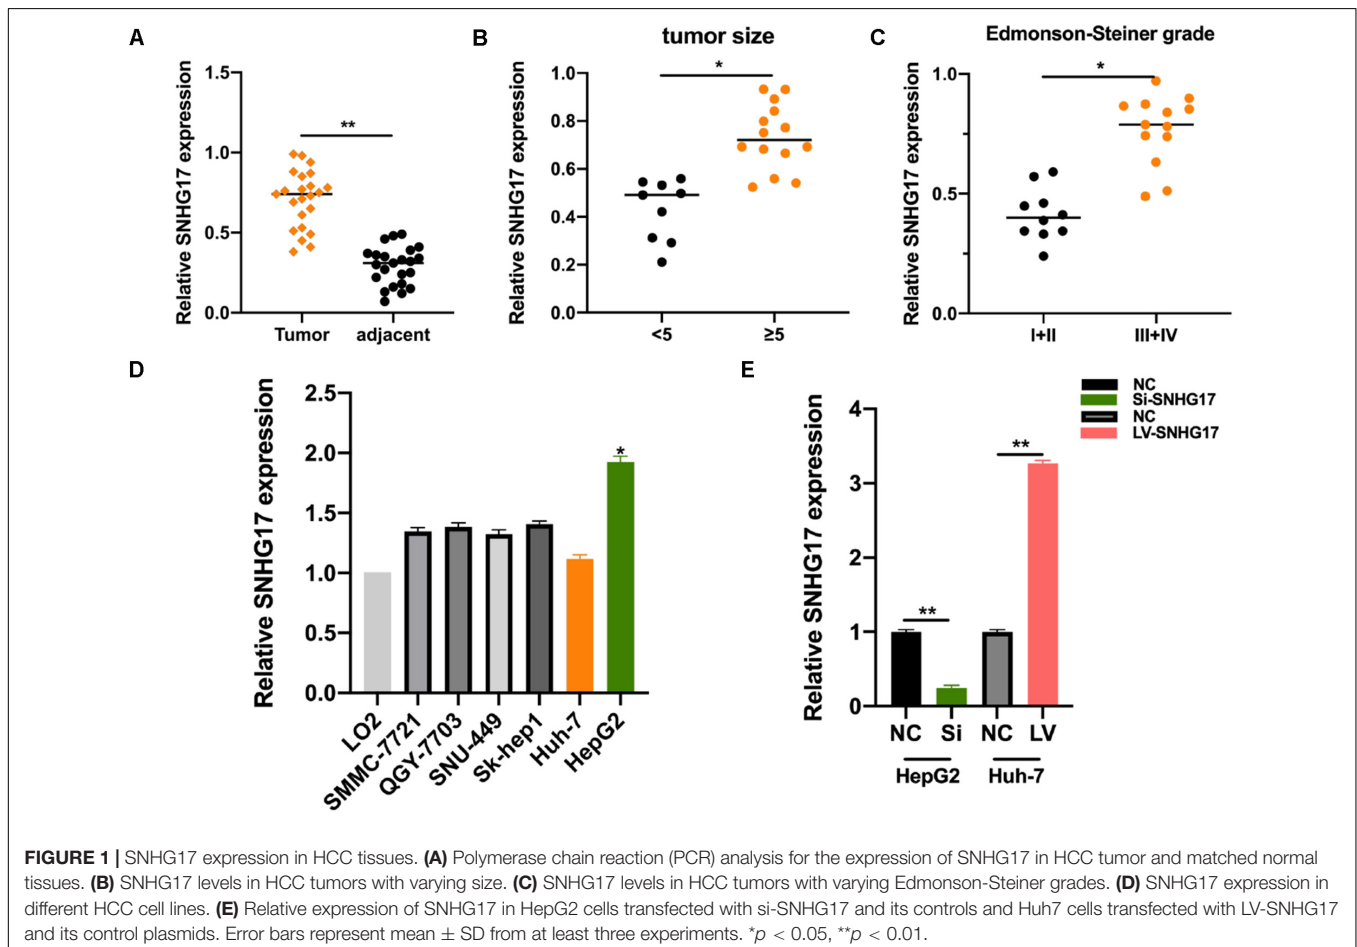 A
Relative SNHG17 expression
1.5
1.0
0.5
0.0
**
Tumor adjacent
B
tumor size
Relative SNHG17 expression
1.0
0.8
0.6
0.4
0.2
0.0
*
<5 ≥5
C
Edmonson-Steiner grade
Relative SNHG17 expression
1.0
0.5
0.0
*
I+II III+IV
D
Relative SNHG17 expression
2.5
2.0
1.5
1.0
0.5
0.0
*
LO2
SMMC-7721
QGY-7703
SNU-449
Sk-hep1
Huh-7
HepG2
E
Relative SNHG17 expression
4
3
2
1
0
**
**
NC Si NC LV
HepG2 Huh-7
NC
Si-SNHG17
NC
LV-SNHG17
FIGURE 1 | SNHG17 expression in HCC tissues. (A) Polymerase chain reaction (PCR) analysis for the expression of SNHG17 in HCC tumor and matched normal
tissues. (B) SNHG17 levels in HCC tumors with varying size. (C) SNHG17 levels in HCC tumors with varying Edmonson-Steiner grades. (D) SNHG17 expression in
different HCC cell lines. (E) Relative expression of SNHG17 in HepG2 cells transfected with si-SNHG17 and its controls and Huh7 cells transfected with LV-SNHG17
and its control plasmids. Error bars represent mean ± SD from at least three experiments. *p < 0.05, **p < 0.01.